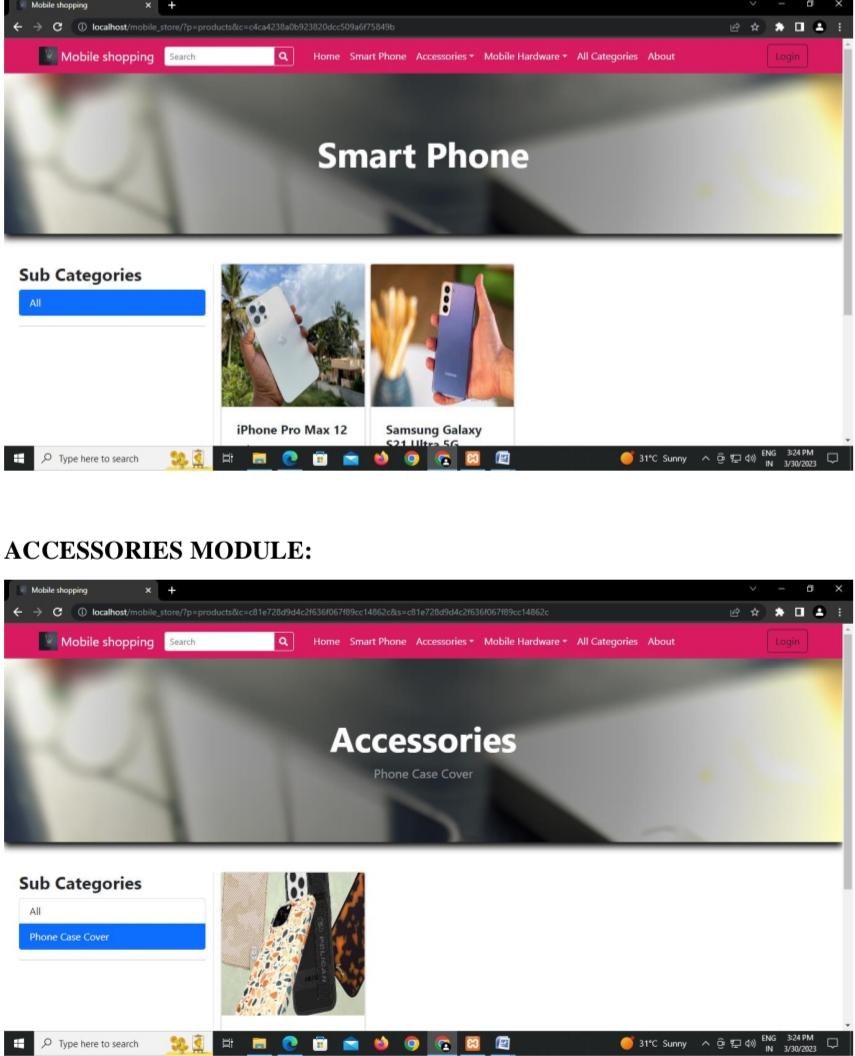 Mobile shopping
localhost/mobile_store/?p=products&c=c4ca4238a0b923820dcc509a6f75849b
Mobile shopping Search Home Smart Phone Accessories Mobile Hardware All Categories About Login
Smart Phone
Sub Categories
All
iPhone Pro Max 12
Samsung Galaxy
S21 Ultra 5G
Type here to search 31°C Sunny ENG 3:24 PM
IN 3/30/2023
ACCESSORIES MODULE:
Mobile shopping
localhost/mobile_store/?p=products&c=c81e728d9d4c2f636f067f89cc14862c&s=c81e728d9d4c2f636f067f89cc14862c
Mobile shopping Search Home Smart Phone Accessories Mobile Hardware All Categories About Login
Accessories
Phone Case Cover
Sub Categories
All
Phone Case Cover
PELICAN
Type here to search 31°C Sunny ENG 3:24 PM
IN 3/30/2023